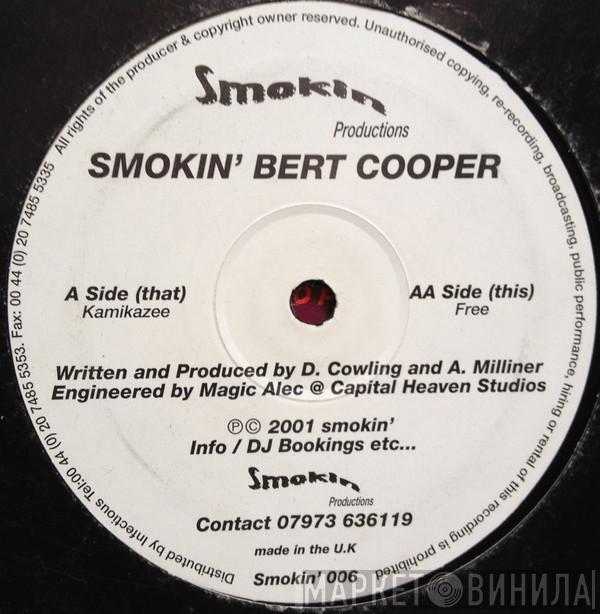 All rights of the producer & copyright owner reserved. Unauthorised copying, re-recording, broadcasting, public performance, hiring or rental of this recording is prohibited
Smokin
Productions
SMOKIN' BERT COOPER
A Side (that)
Kamikazee
AA Side (this)
Free
Written and Produced by D. Cowling and A. Milliner
Engineered by Magic Alec @ Capital Heaven Studios
ⓅⒸ 2001 smokin'
Info / DJ Bookings etc...
Smokin
Productions
Contact 07973 636119
made in the U.K
Smokin' 006
Distributed by Infectious Tel:00 44 (0) 20 7485 5353. Fax: 00 44 (0) 20 7485 5335
МАРКЕТ ВИНИЛА